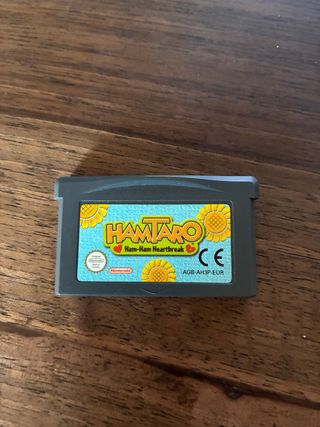 HAMTARO
Ham-Ham Heartbreak
Nintendo
CE
AGB-AH3P-EUR